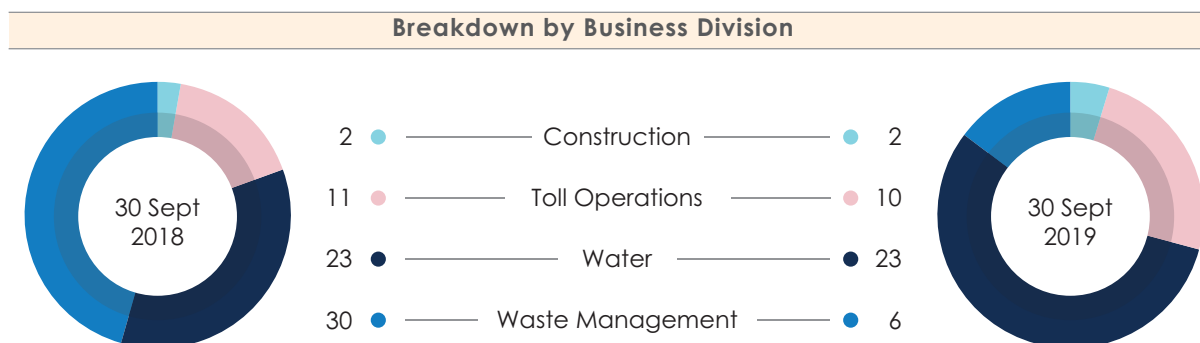 Breakdown by Business Division
30 Sept
2018
2 Construction 2
11 Toll Operations 10
23 Water 23
30 Waste Management 6
30 Sept
2019